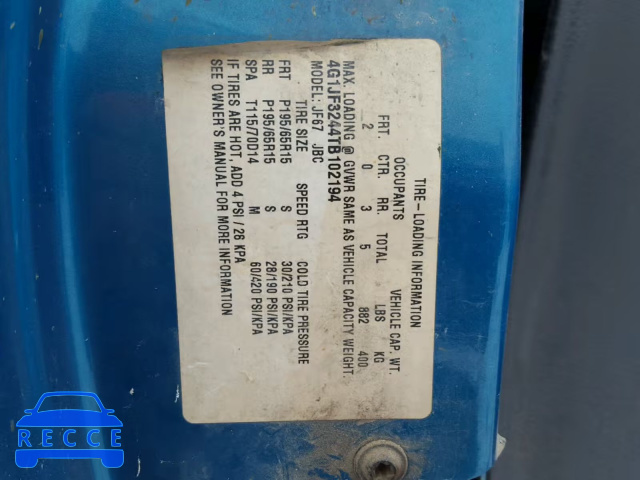 TIRE-LOADING INFORMATION
OCCUPANTS VEHICLE CAP. WT.
FRT. CTR. RR. TOTAL LBS KG
2 0 3 5 882 400
MAX. LOADING @ GVWR SAME AS VEHICLE CAPACITY WEIGHT.
4G1JF3244TB102194
MODEL: JF67 JBC
TIRE SIZE SPEED RTG COLD TIRE PRESSURE
FRT P195/65R15 S 30/210 PSI/KPA
RR P195/65R15 S 28/190 PSI/KPA
SPA T115/70D14 M 60/420 PSI/KPA
IF TIRES ARE HOT, ADD 4 PSI/28 KPA
SEE OWNER'S MANUAL FOR MORE INFORMATION
RECCE